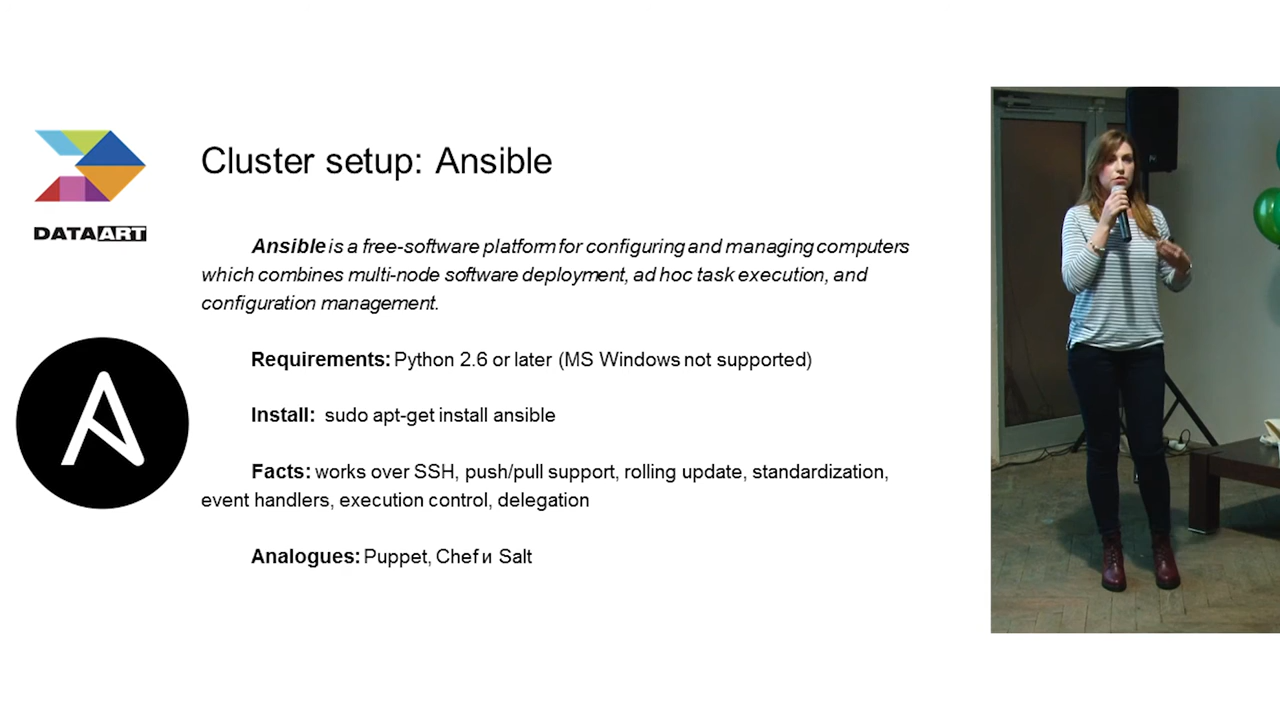 DATAART
Cluster setup: Ansible
Ansible is a free-software platform for configuring and managing computers
which combines multi-node software deployment, ad hoc task execution, and
configuration management.
Requirements: Python 2.6 or later (MS Windows not supported)
Install: sudo apt-get install ansible
Facts: works over SSH, push/pull support, rolling update, standardization,
event handlers, execution control, delegation
Analogues: Puppet, Chef и Salt